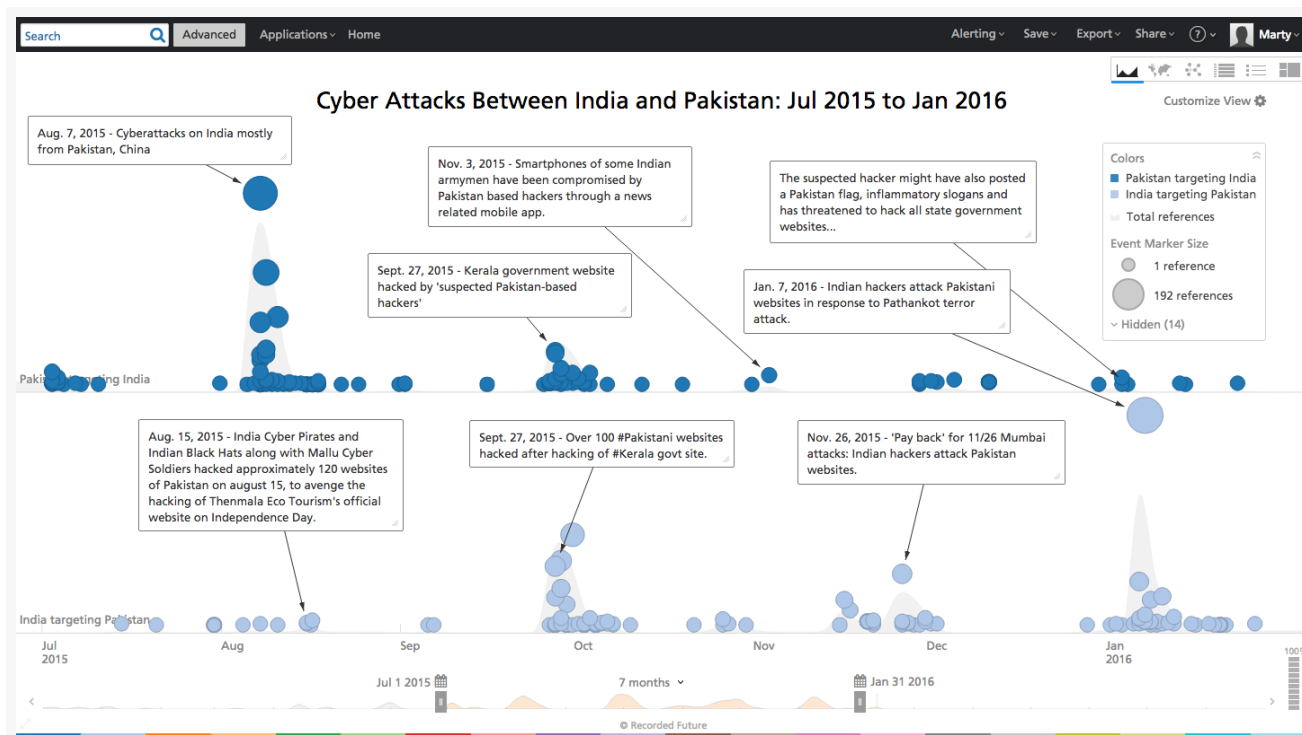 Search
Advanced
Applications
Home
Alerting
Save
Export
Share
?
Marty
Cyber Attacks Between India and Pakistan: Jul 2015 to Jan 2016
Customize View
Aug. 7, 2015 - Cyberattacks on India mostly
from Pakistan, China
Nov. 3, 2015 - Smartphones of some Indian
armymen have been compromised by
Pakistan based hackers through a news
related mobile app.
The suspected hacker might have also posted
a Pakistan flag, inflammatory slogans and
has threatened to hack all state government
websites...
Colors
Pakistan targeting India
India targeting Pakistan
Total references
Event Marker Size
1 reference
192 references
Hidden (14)
Sept. 27, 2015 - Kerala government website
hacked by 'suspected Pakistan-based
hackers'
Jan. 7, 2016 - Indian hackers attack Pakistani
websites in response to Pathankot terror
attack.
Pakistan targeting India
Aug. 15, 2015 - India Cyber Pirates and
Indian Black Hats along with Mallu Cyber
Soldiers hacked approximately 120 websites
of Pakistan on august 15, to avenge the
hacking of Thenmala Eco Tourism's official
website on Independence Day.
Sept. 27, 2015 - Over 100 #Pakistani websites
hacked after hacking of #Kerala govt site.
Nov. 26, 2015 - 'Pay back' for 11/26 Mumbai
attacks: Indian hackers attack Pakistan
websites.
India targeting Pakistan
Jul
2015
Aug
Sep
Oct
Nov
Dec
Jan
2016
100%
Jul 1 2015
7 months
Jan 31 2016
© Recorded Future